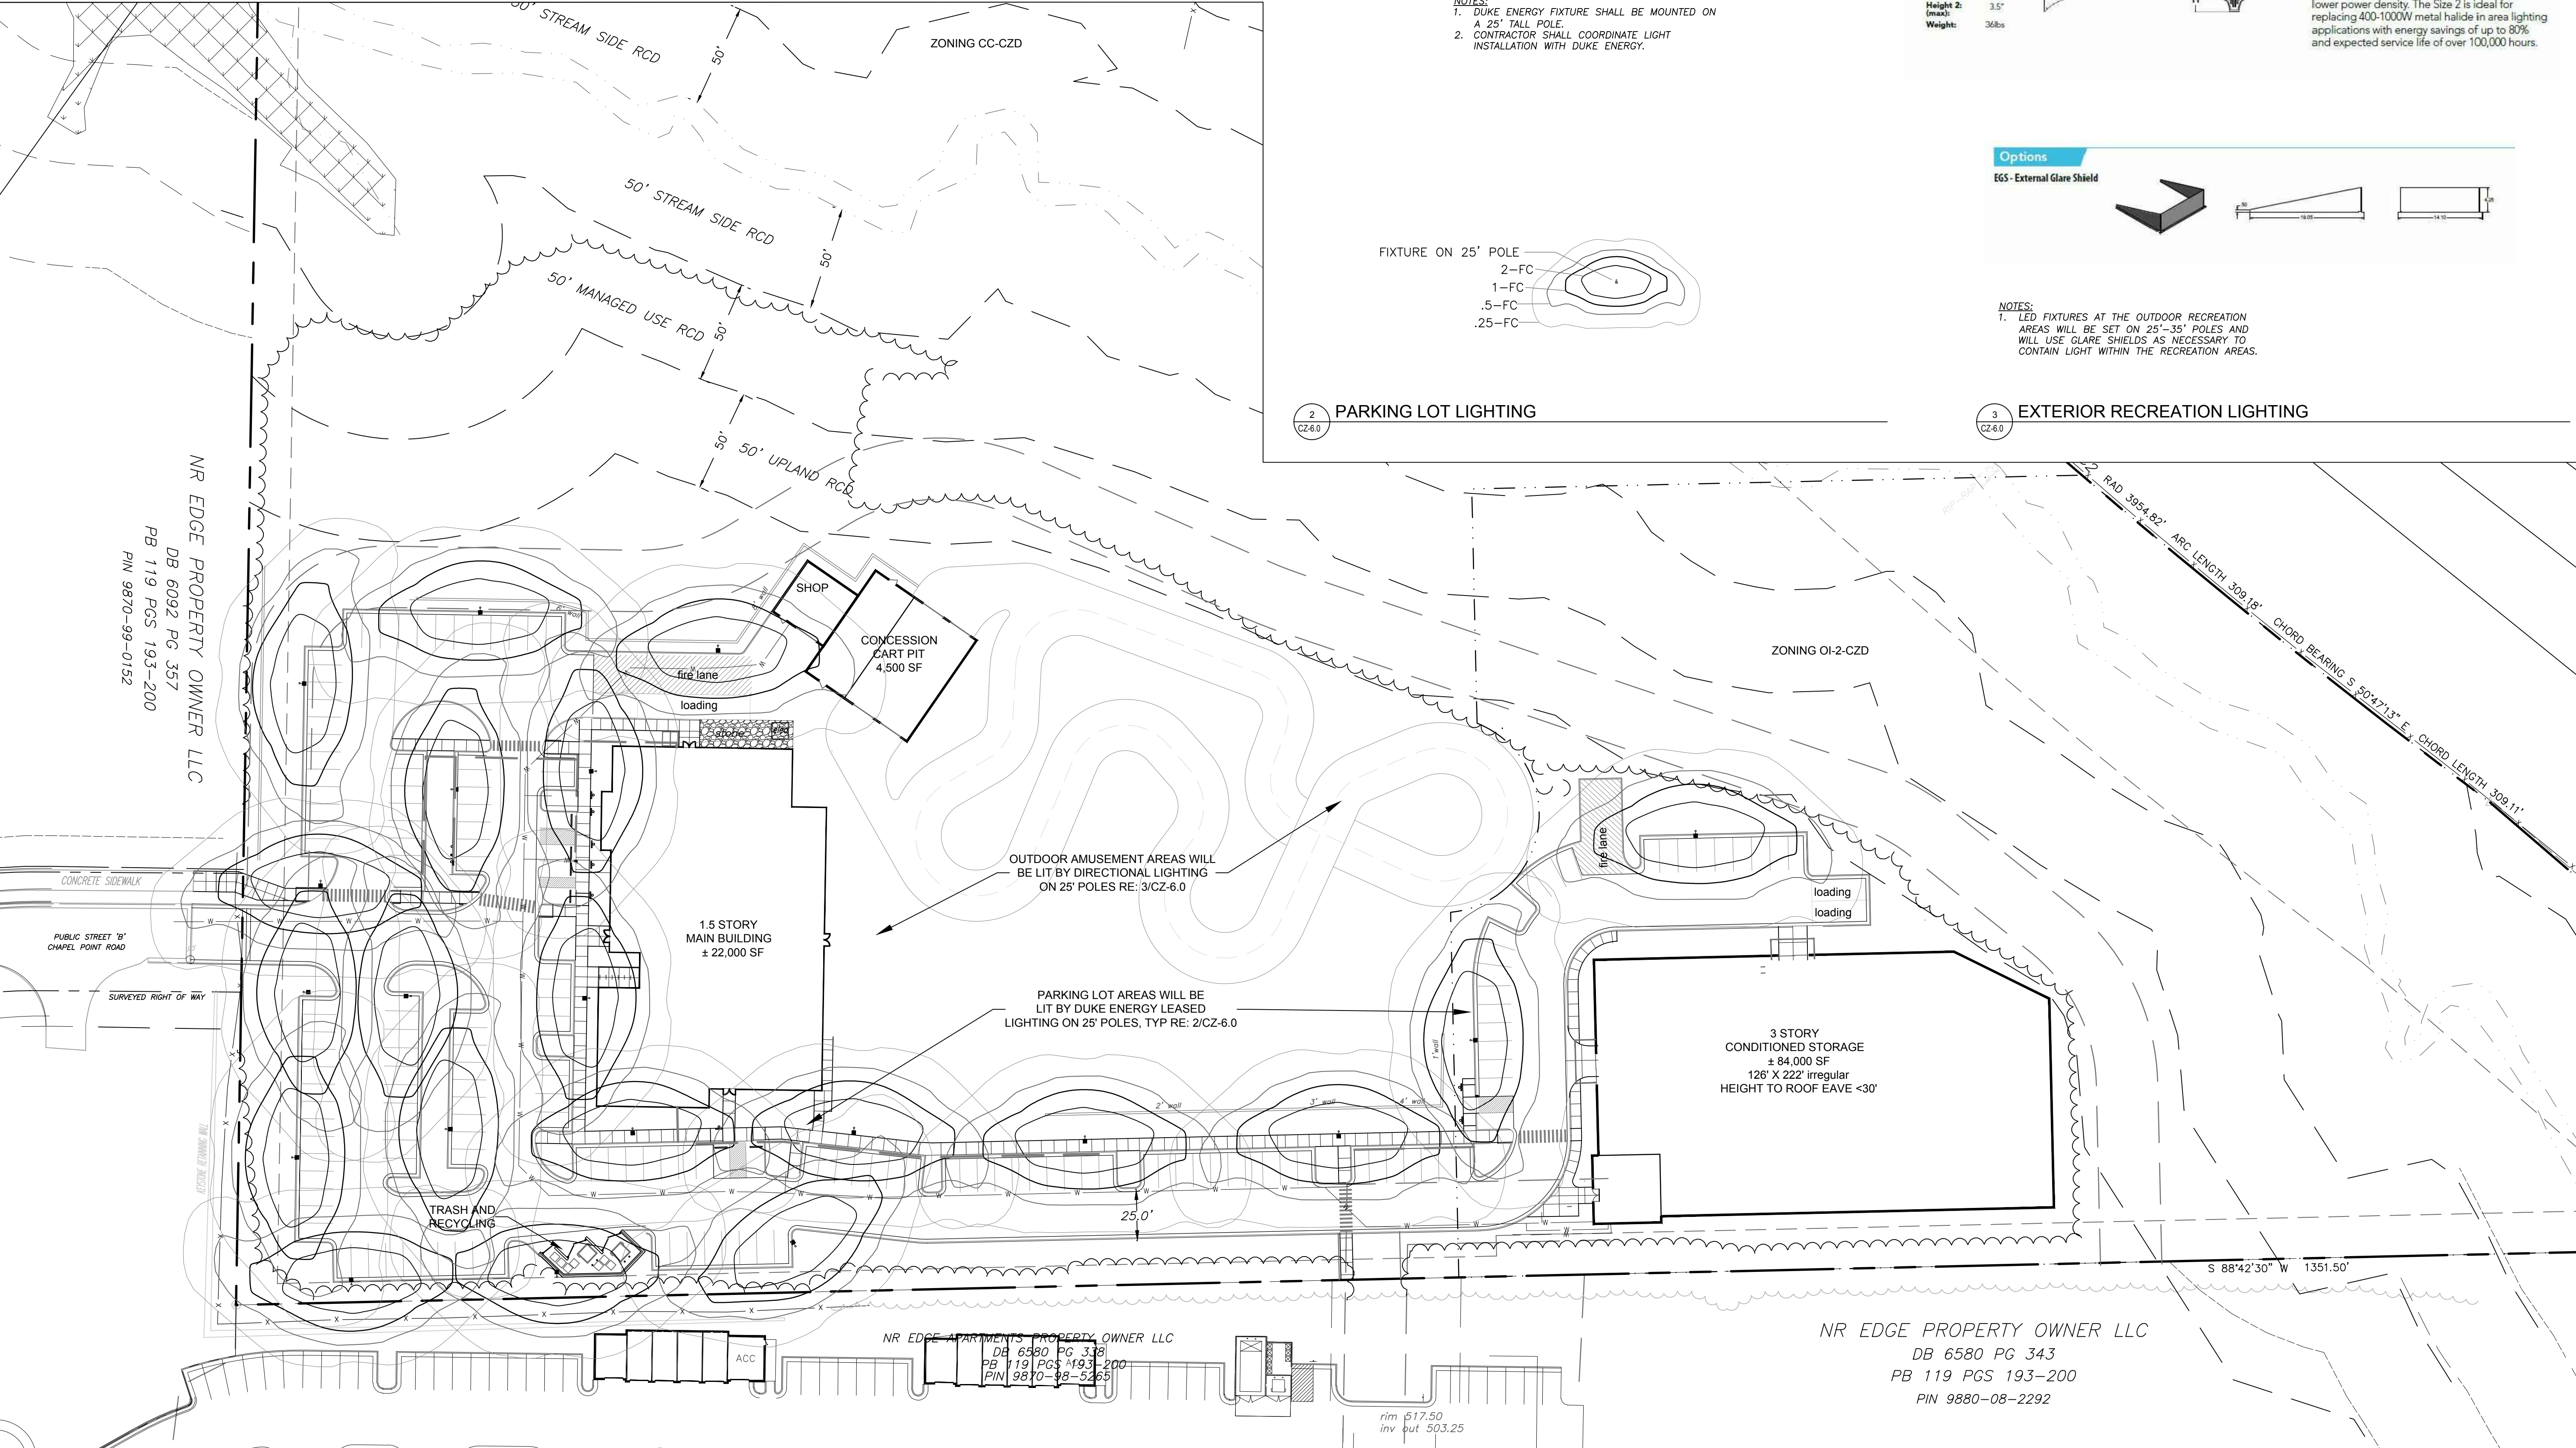 50' STREAM SIDE RCD
50'
ZONING CC-CZD
NOTES:
1. DUKE ENERGY FIXTURE SHALL BE MOUNTED ON
A 25' TALL POLE.
2. CONTRACTOR SHALL COORDINATE LIGHT
INSTALLATION WITH DUKE ENERGY.
Height 2:
(max):
3.5"
Weight:
36lbs
lower power density. The Size 2 is ideal for
replacing 400-1000W metal halide in area lighting
applications with energy savings of up to 80%
and expected service life of over 100,000 hours.
Options
EGS - External Glare Shield
.50
18.05
14.10
4.25
FIXTURE ON 25' POLE
2-FC
1-FC
.5-FC
.25-FC
NOTES:
1. LED FIXTURES AT THE OUTDOOR RECREATION
AREAS WILL BE SET ON 25'-35' POLES AND
WILL USE GLARE SHIELDS AS NECESSARY TO
CONTAIN LIGHT WITHIN THE RECREATION AREAS.
2
CZ-6.0
PARKING LOT LIGHTING
3
CZ-6.0
EXTERIOR RECREATION LIGHTING
50' STREAM SIDE RCD
50'
50' MANAGED USE RCD
50'
50' UPLAND RCD
50'
NR EDGE PROPERTY OWNER LLC
DB 6092 PG 357
PB 119 PGS 193-200
PIN 9870-99-0152
RAD 3954.82' ARC LENGTH 309.18' CHORD BEARING S 50°47'13" E CHORD LENGTH 309.11'
ZONING OI-2-CZD
SHOP
CONCESSION
CART PIT
4,500 SF
fire lane
loading
stone
6' wall
OUTDOOR AMUSEMENT AREAS WILL
BE LIT BY DIRECTIONAL LIGHTING
ON 25' POLES RE: 3/CZ-6.0
fire lane
loading
loading
CONCRETE SIDEWALK
PUBLIC STREET 'B'
CHAPEL POINT ROAD
SURVEYED RIGHT OF WAY
1.5 STORY
MAIN BUILDING
± 22,000 SF
PARKING LOT AREAS WILL BE
LIT BY DUKE ENERGY LEASED
LIGHTING ON 25' POLES, TYP RE: 2/CZ-6.0
1' wall
3 STORY
CONDITIONED STORAGE
± 84,000 SF
126' X 222' irregular
HEIGHT TO ROOF EAVE <30'
2' wall
3' wall
4' wall
KEYSTONE RETAINING WALL
TRASH AND
RECYCLING
25.0'
S 88°42'30" W 1351.50'
NR EDGE APARTMENTS PROPERTY OWNER LLC
DB 6580 PG 338
PB 119 PGS 193-200
PIN 9870-98-5265
ACC
NR EDGE PROPERTY OWNER LLC
DB 6580 PG 343
PB 119 PGS 193-200
PIN 9880-08-2292
rim 517.50
inv out 503.25